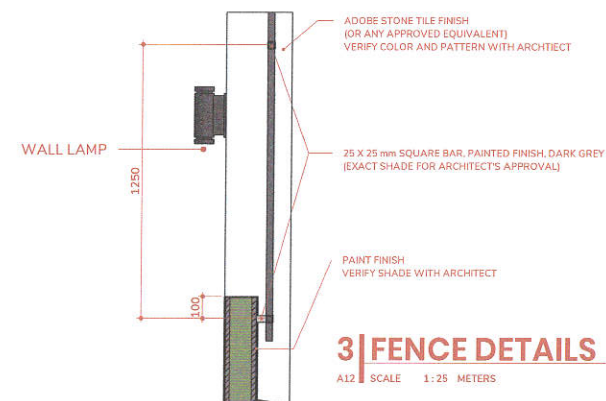 ADOBE STONE TILE FINISH
(OR ANY APPROVED EQUIVALENT)
VERIFY COLOR AND PATTERN WITH ARCHTIECT
WALL LAMP
1250
25 X 25 mm SQUARE BAR, PAINTED FINISH, DARK GREY
(EXACT SHADE FOR ARCHITECT'S APPROVAL)
PAINT FINISH
VERIFY SHADE WITH ARCHITECT
100
3 FENCE DETAILS
A12 SCALE 1:25 METERS